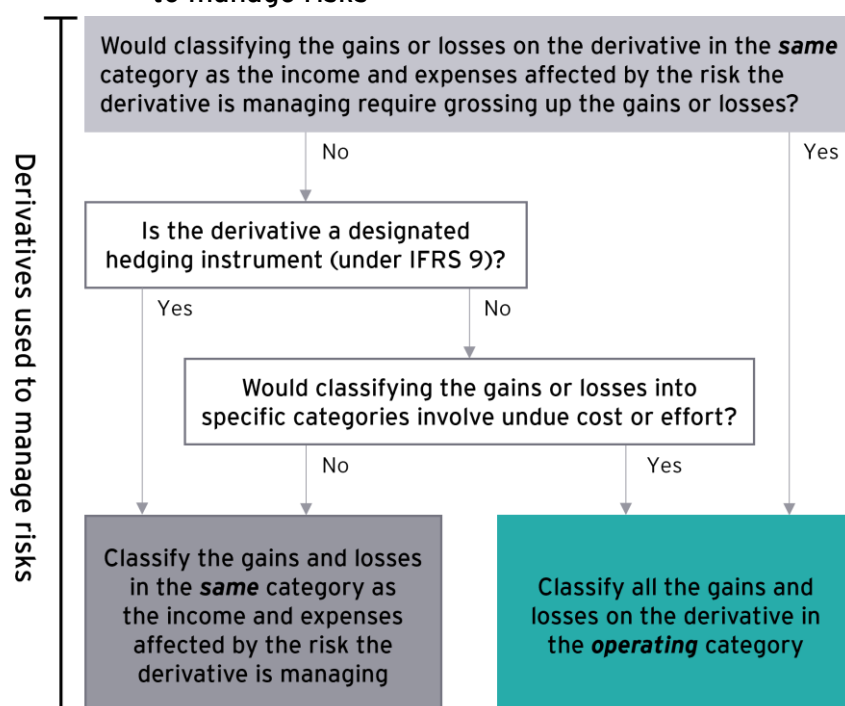 to manage risks
Would classifying the gains or losses on the derivative in the same
category as the income and expenses affected by the risk the
derivative is managing require grossing up the gains or losses?
No
Yes
Is the derivative a designated
hedging instrument (under IFRS 9)?
Yes
No
Would classifying the gains or losses into
specific categories involve undue cost or effort?
No
Yes
Classify the gains and losses
in the same category as
the income and expenses
affected by the risk the
derivative is managing
Classify all the gains and
losses on the derivative in
the operating category
Derivatives used to manage risks